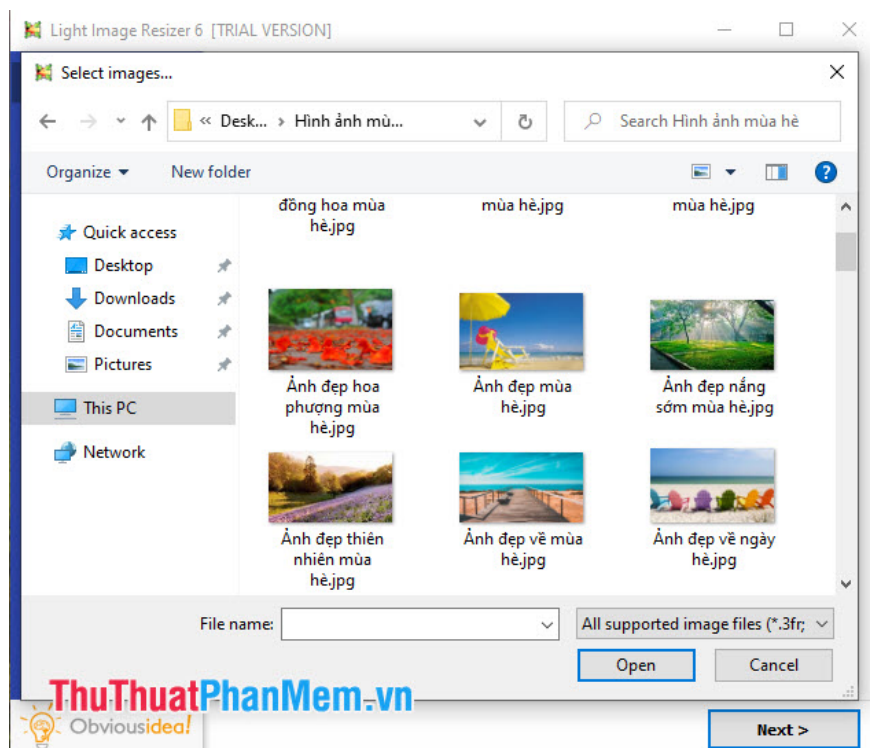 Light Image Resizer 6 [TRIAL VERSION]
Select images...
« Desk... › Hình ảnh mù...
Search Hình ảnh mùa hè
Organize
New folder
Quick access
Desktop
Downloads
Documents
Pictures
This PC
Network
đồng hoa mùa
hè.jpg
mùa hè.jpg
mùa hè.jpg
Ảnh đẹp hoa
phượng mùa
hè.jpg
Ảnh đẹp mùa
hè.jpg
Ảnh đẹp nắng
sớm mùa hè.jpg
Ảnh đẹp thiên
nhiên mùa
hè.jpg
Ảnh đẹp về mùa
hè.jpg
Ảnh đẹp về ngày
hè.jpg
File name:
All supported image files (*.3fr;
Open
Cancel
ThuThuatPhanMem.vn
Obviousidea!
Next >